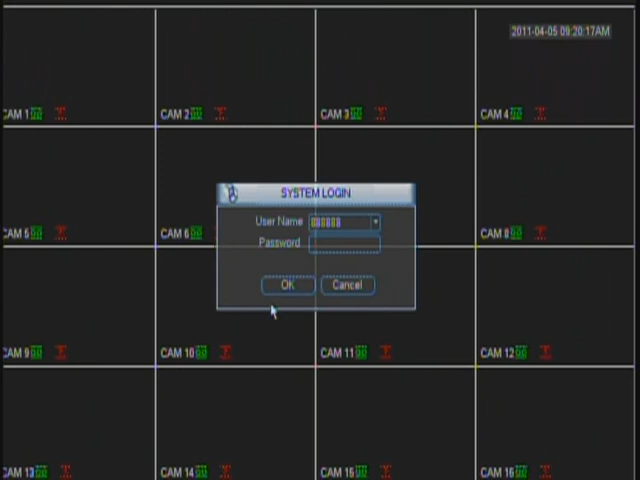 2011-04-05 09:20:17AM
CAM 1
CAM 2
CAM 3
CAM 4
SYSTEM LOGIN
User Name 888888
Password
CAM 5
CAM 6
CAM 8
OK Cancel
CAM 9
CAM 10
CAM 11
CAM 12
CAM 13
CAM 14
CAM 15
CAM 16